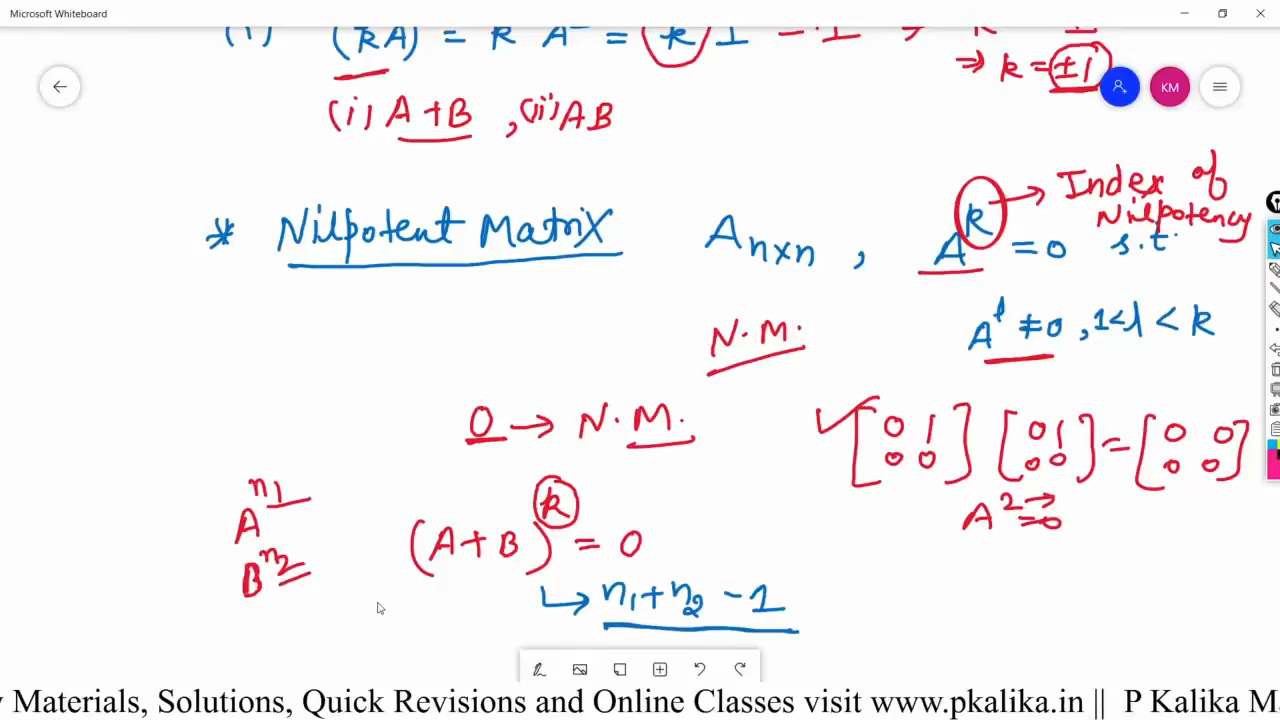 Microsoft Whiteboard
(i) (kA) = k A = k I
⇒ k = ±1
(i) A+B , (ii) AB
KM
* Nilpotent Matrix A n×n , A^k = 0 s.t.
→ Index of Nilpotency
N.M. A^l ≠ 0 , 1<l<k
0 → N.M.
[0 1 0 0] [0 1 0 0] = [0 0 0 0]
A^n1 A^2 = 0
B^n2 (A+B)^k = 0
↳ n1+n2 -1
Materials, Solutions, Quick Revisions and Online Classes visit www.pkalika.in || P Kalika M